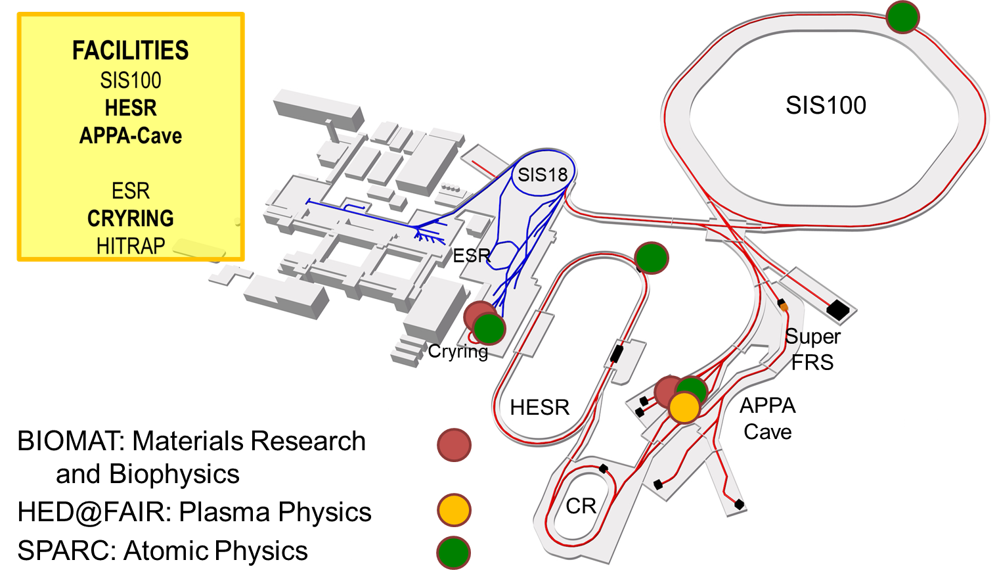 FACILITIES
SIS100
HESR
APPA-Cave
ESR
CRYRING
HITRAP
SIS100
SIS18
ESR
Cryring
Super
FRS
HESR
APPA
Cave
CR
BIOMAT: Materials Research
and Biophysics
HED@FAIR: Plasma Physics
SPARC: Atomic Physics